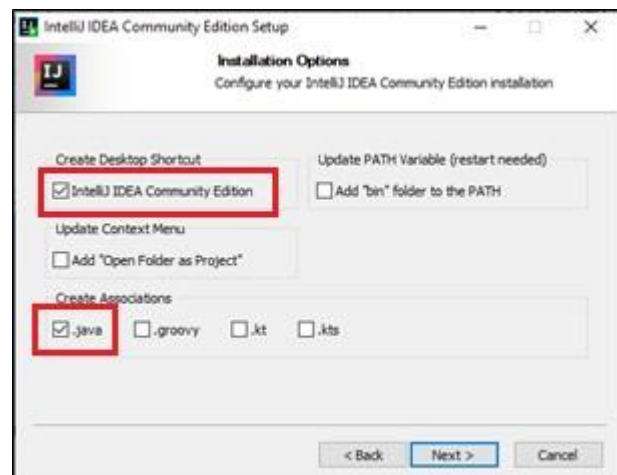 IntelliJ IDEA Community Edition Setup
IJ
Installation Options
Configure your IntelliJ IDEA Community Edition installation
Create Desktop Shortcut
IntelliJ IDEA Community Edition
Update PATH Variable (restart needed)
Add "bin" folder to the PATH
Update Context Menu
Add "Open Folder as Project"
Create Associations
.java .groovy .kt .kts
< Back Next > Cancel